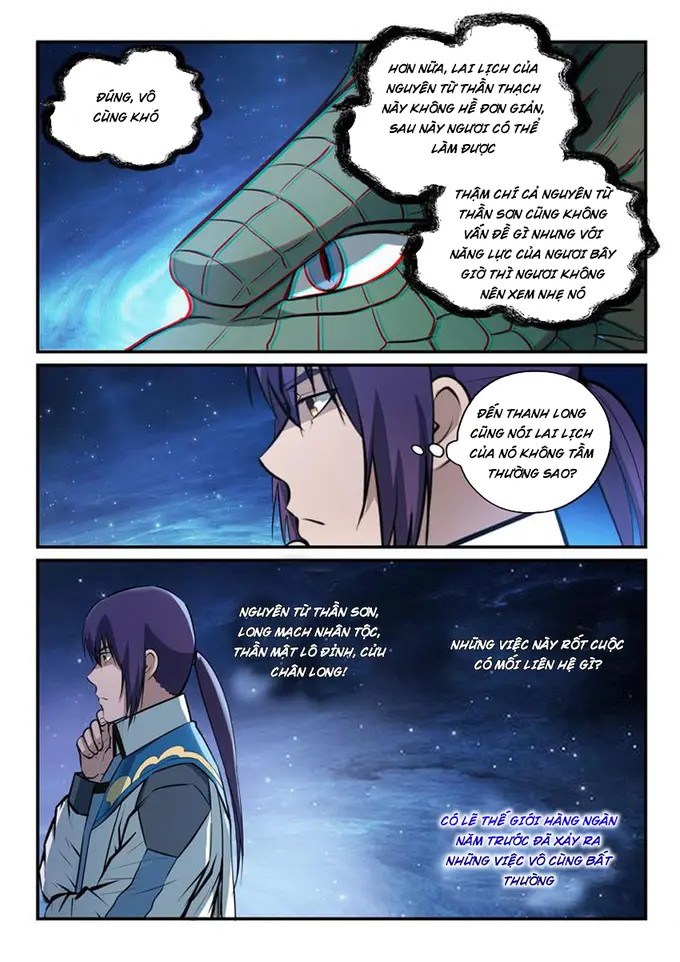 ĐÚNG, VÔ
CÙNG KHÓ
HƠN NỮA, LAI LỊCH CỦA
NGUYÊN TỪ THẦN THẠCH
NÀY KHÔNG HỀ ĐƠN GIẢN,
SAU NÀY NGƯƠI CÓ THỂ
LÀM ĐƯỢC
THẬM CHÍ CẢ NGUYÊN TỪ
THẦN SƠN CŨNG KHÔNG
VẤN ĐỀ GÌ NHƯNG VỚI
NĂNG LỰC CỦA NGƯƠI BÂY
GIỜ THÌ NGƯƠI KHÔNG
NÊN XEM NHẸ NÓ
ĐẾN THANH LONG
CŨNG NÓI LAI LỊCH
CỦA NÓ KHÔNG TẦM
THƯỜNG SAO?
NGUYÊN TỪ THẦN SƠN,
LONG MẠCH NHÂN TỘC,
THẦN MẬT LÔ ĐỈNH, CỬU
CHÂN LONG!
NHỮNG VIỆC NÀY RỐT CUỘC
CÓ MỐI LIÊN HỆ GÌ?
CÓ LẼ THẾ GIỚI HÀNG NGÀN
NĂM TRƯỚC ĐÃ XẢY RA
NHỮNG VIỆC VÔ CÙNG BẤT
THƯỜNG